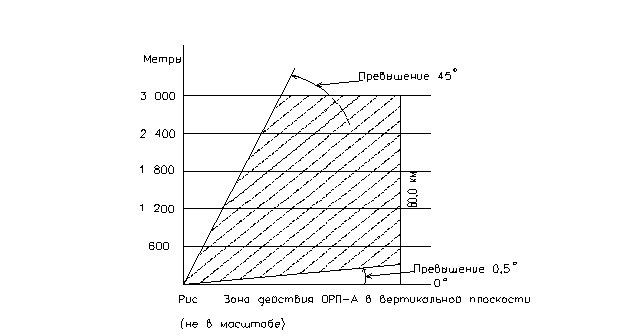 Метры
Превышение 45°
3 000
2 400
1 800
60,0 км
1 200
600
Превышение 0,5°
0°
Рис Зона действия ОРЛ-А в вертикальной плоскости
(не в масштабе)